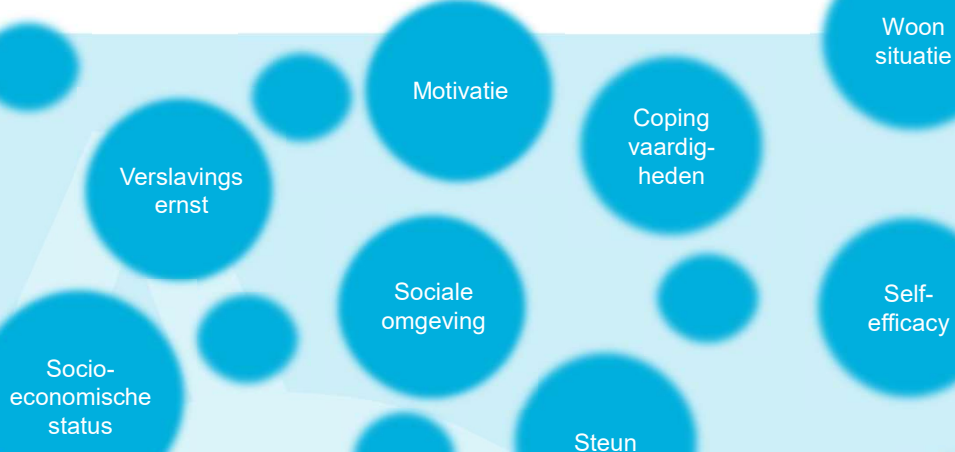 Woon
situatie
Motivatie
Coping
vaardig-
heden
Verslavings
ernst
Sociale
omgeving
Self-
efficacy
Socio-
economische
status
Steun